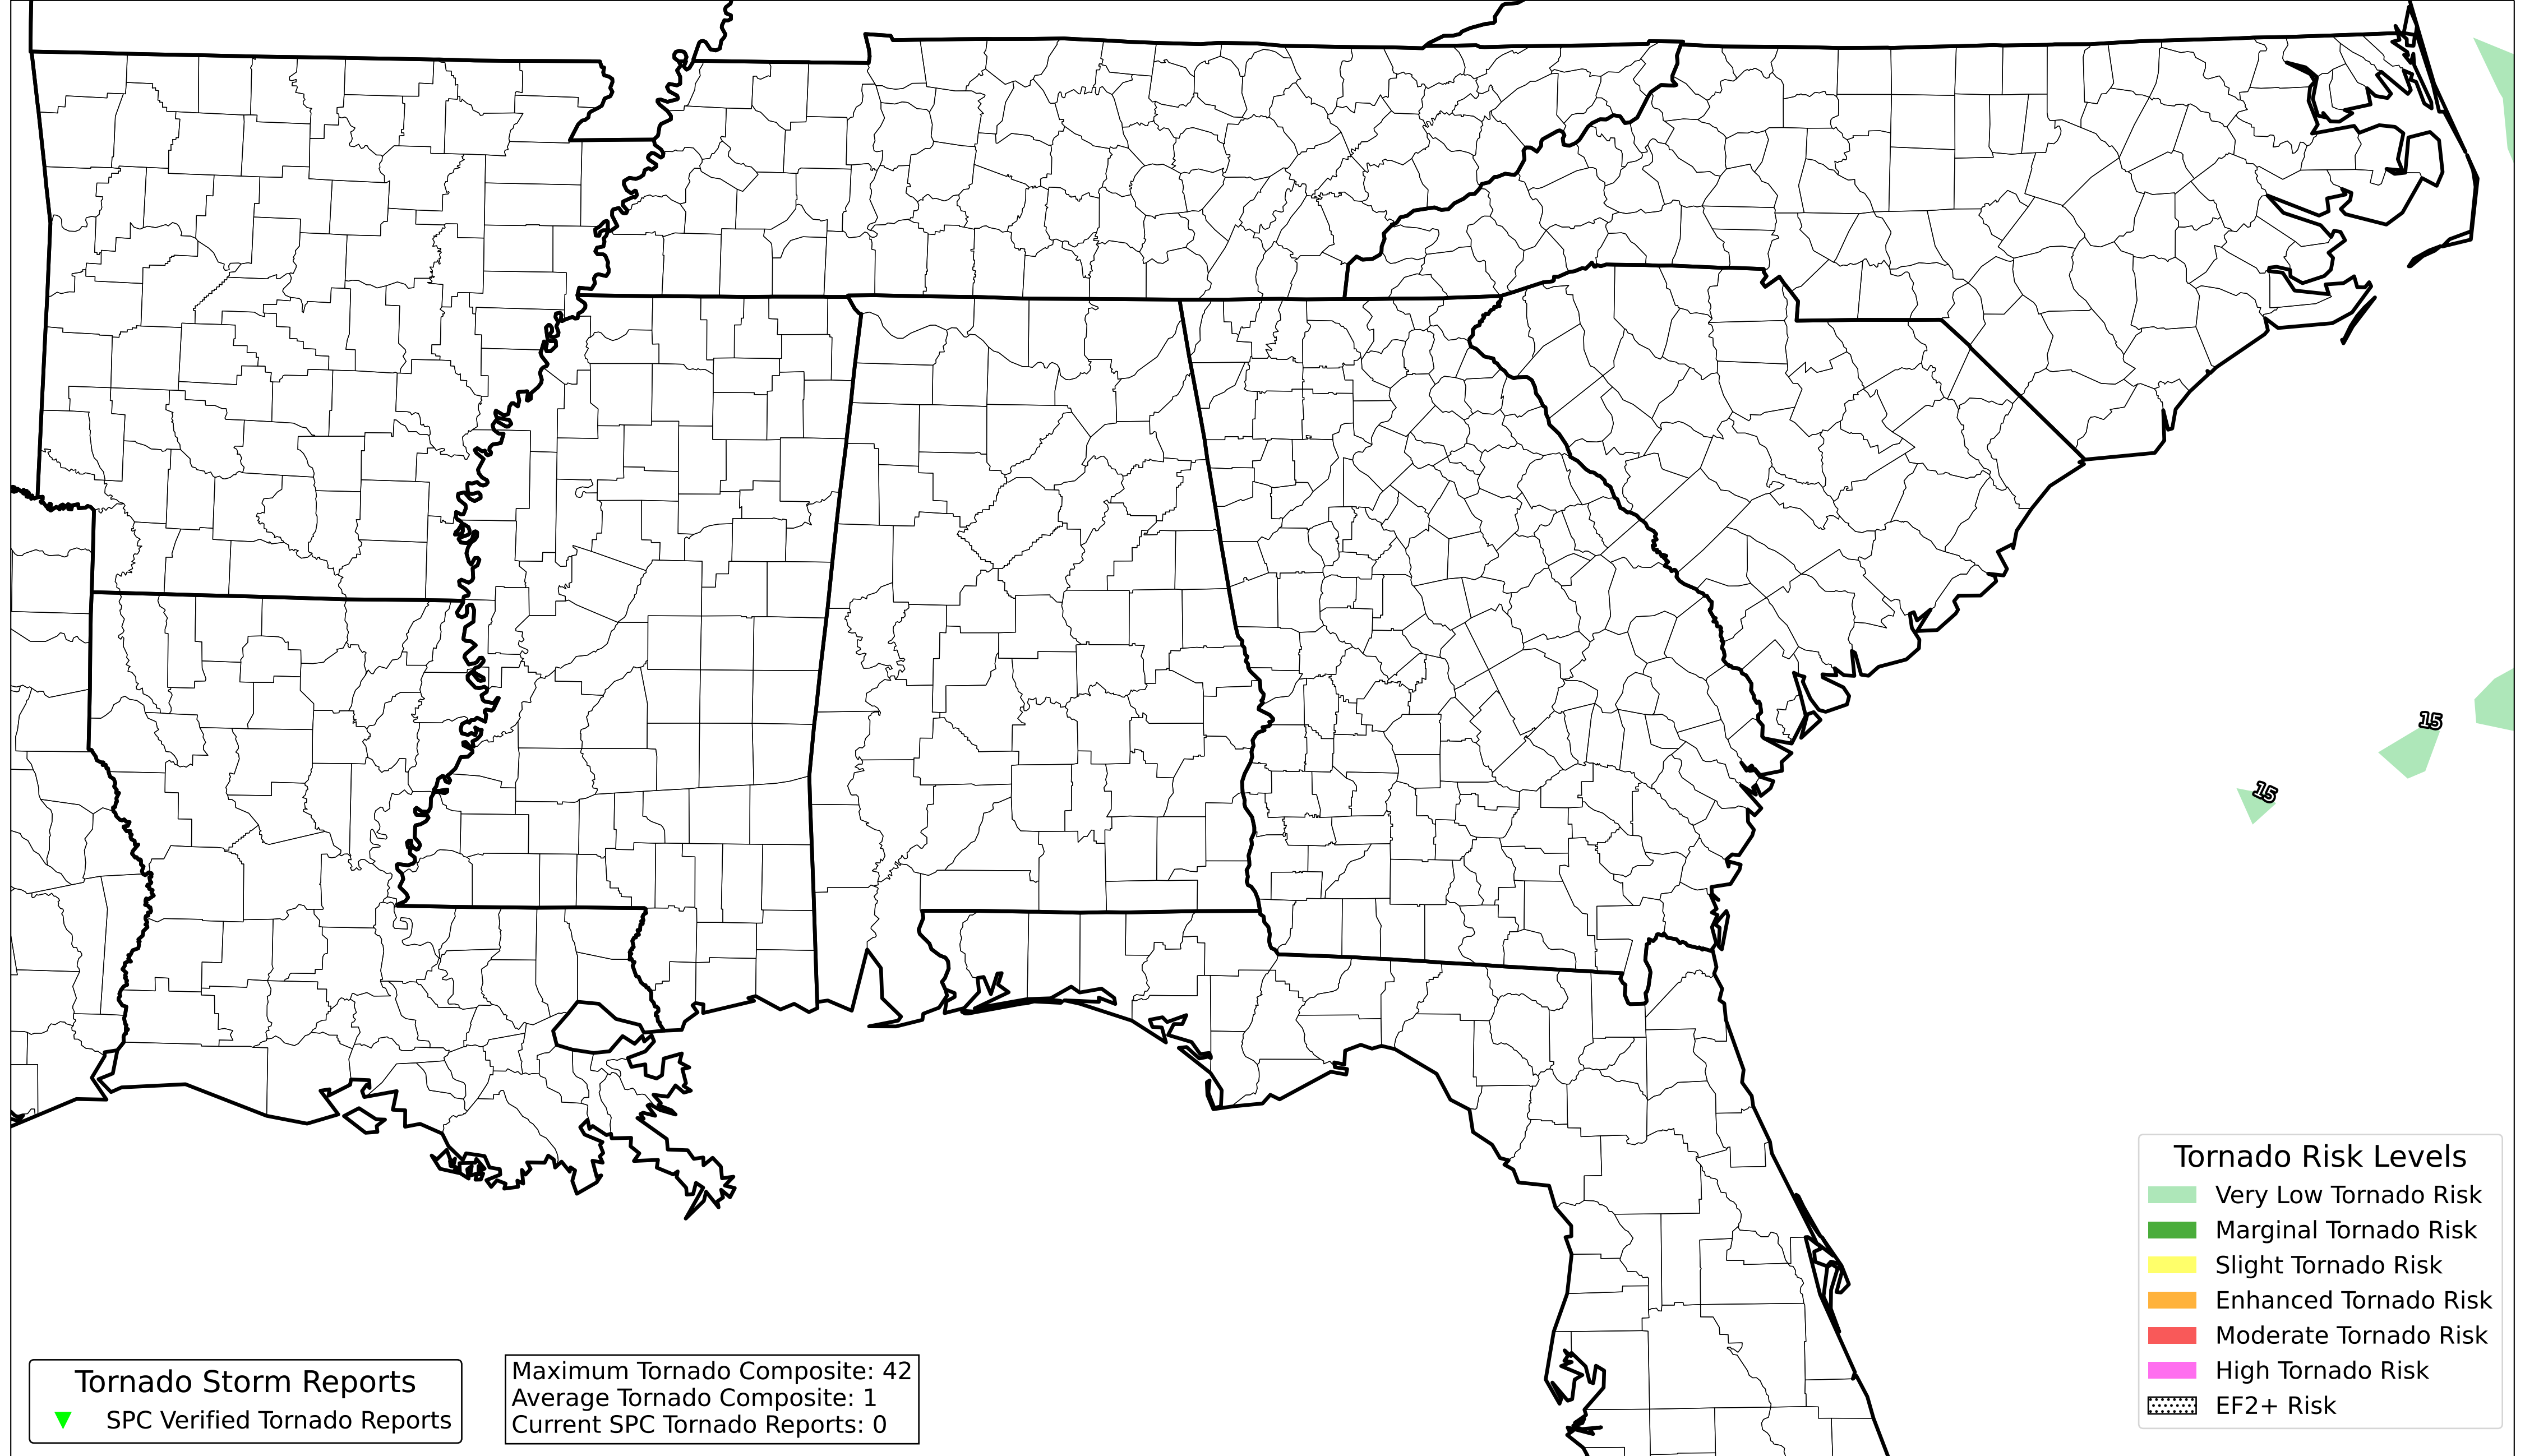 15
15
Tornado Risk Levels
Very Low Tornado Risk
Marginal Tornado Risk
Slight Tornado Risk
Enhanced Tornado Risk
Moderate Tornado Risk
High Tornado Risk
EF2+ Risk
Tornado Storm Reports
SPC Verified Tornado Reports
Maximum Tornado Composite: 42
Average Tornado Composite: 1
Current SPC Tornado Reports: 0